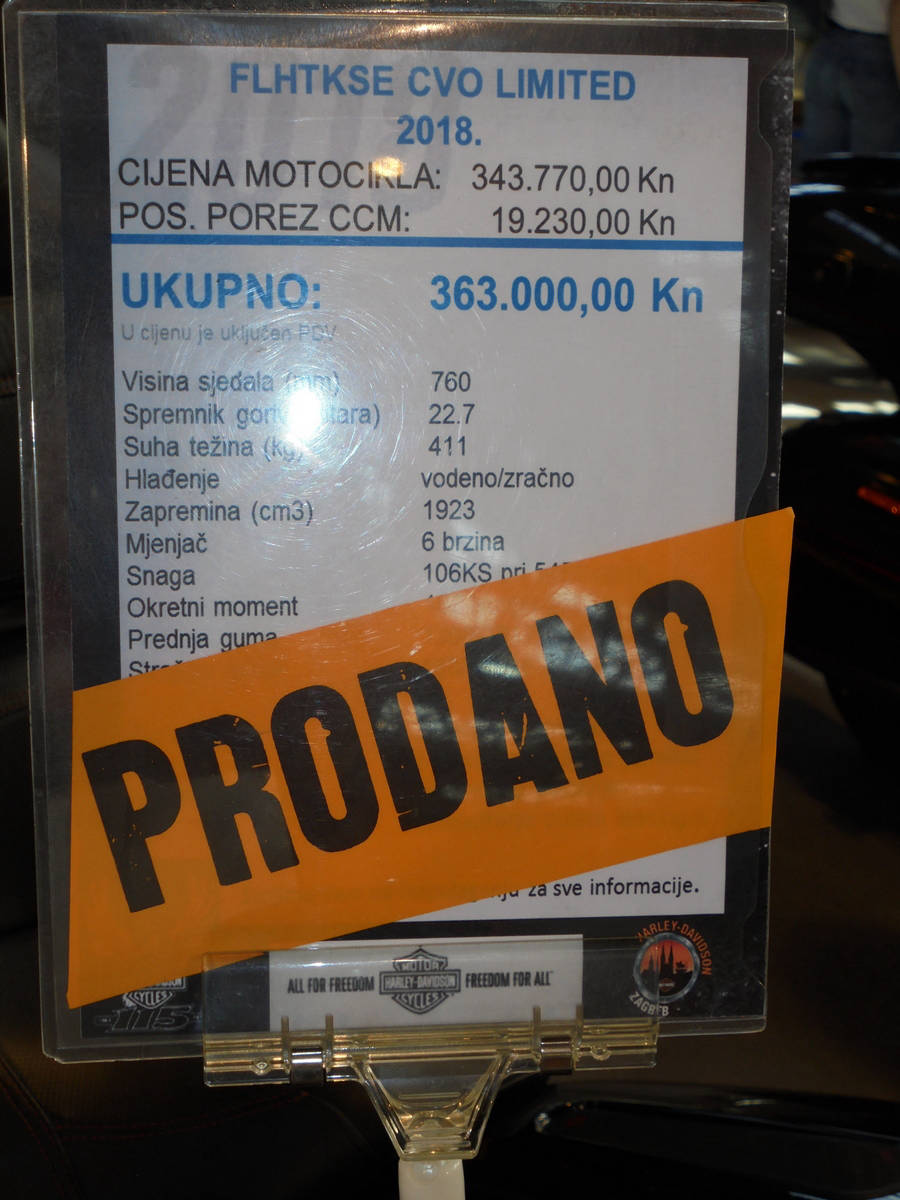 FLHTKSE CVO LIMITED
2018.
CIJENA MOTOCIKLA: 343.770,00 Kn
POS. POREZ CCM: 19.230,00 Kn
UKUPNO: 363.000,00 Kn
U cijenu je uključen PDV
Visina sjedala (mm) 760
Spremnik 22.7
Suha težina (kg) 411
Hlađenje vodeno/zračno
Zapremina (cm3) 1923
Mjenjač 6 brzina
Snaga 106KS pri
Okretni moment
Prednja guma
PRODANO
za sve informacije.
ALL FOR FREEDOM MOTOR HARLEY-DAVIDSON CYCLES FREEDOM FOR ALL
HARLEY-DAVIDSON
ZAGREB
CYCLES
115